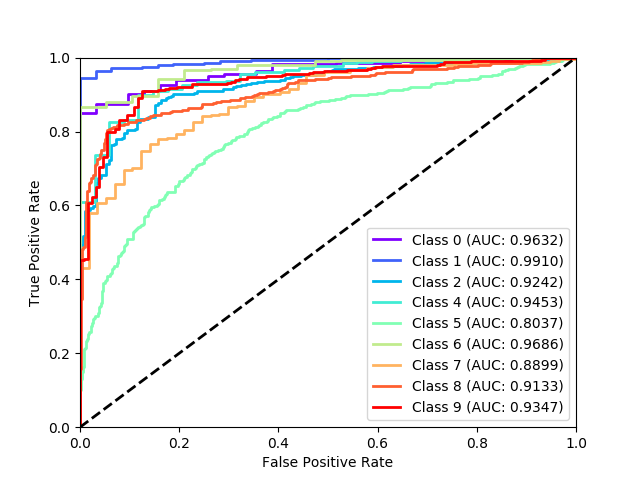 1.0
0.8
0.6
0.4
0.2
0.0
True Positive Rate
0.0 0.2 0.4 0.6 0.8 1.0
False Positive Rate
Class 0 (AUC: 0.9632)
Class 1 (AUC: 0.9910)
Class 2 (AUC: 0.9242)
Class 4 (AUC: 0.9453)
Class 5 (AUC: 0.8037)
Class 6 (AUC: 0.9686)
Class 7 (AUC: 0.8899)
Class 8 (AUC: 0.9133)
Class 9 (AUC: 0.9347)